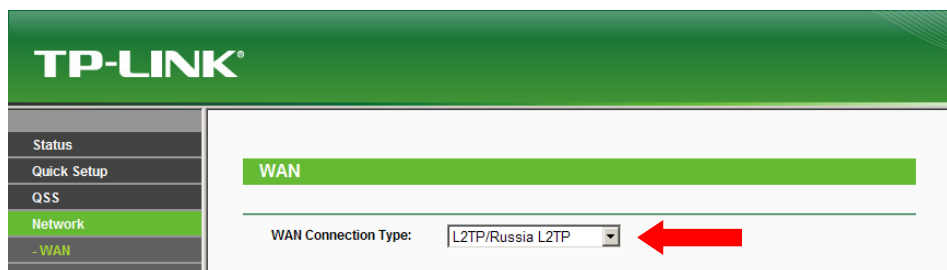 TP-LINK®
Status
Quick Setup
QSS
Network
- WAN
WAN
WAN Connection Type: L2TP/Russia L2TP